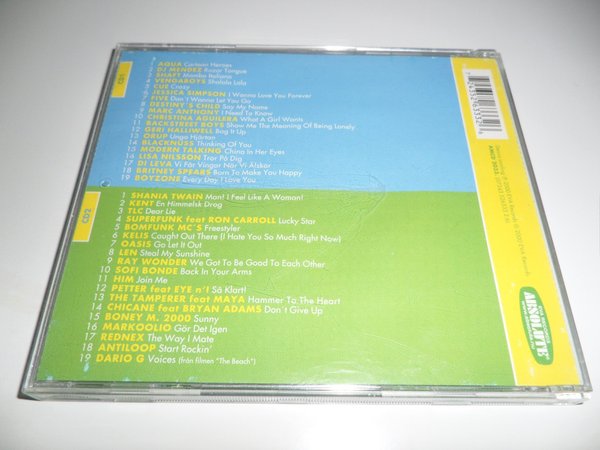 CD1
1 AQUA Cartoon Heroes
2 DJ MENDEZ Razor Tongue
3 SHAFT Mambo Italiano
4 VENGABOYS Shalala Lala
5 CUE Crazy
6 JESSICA SIMPSON I Wanna Love You Forever
7 FIVE Don't Wanna Let You Go
8 DESTINY'S CHILD Say My Name
9 MARC ANTHONY I Need To Know
10 CHRISTINA AGUILERA What A Girl Wants
11 BACKSTREET BOYS Show Me The Meaning Of Being Lonely
12 GERI HALLIWELL Bag It Up
13 ORUP Unga Hjärtan
14 BLACKNUSS Thinking Of You
15 MODERN TALKING China In Her Eyes
16 LISA NILSSON Tror På Dig
17 DI LEVA Vi Får Vingar När Vi Älskar
18 BRITNEY SPEARS Born To Make You Happy
19 BOYZONE Every Day I Love You
CD2
1 SHANIA TWAIN Man! I Feel Like A Woman!
2 KENT En Himmelsk Drog
3 TLC Dear Lie
4 SUPERFUNK feat RON CARROLL Lucky Star
5 BOMFUNK MC'S Freestyler
6 KELIS Caught Out There (I Hate You So Much Right Now)
7 OASIS Go Let It Out
8 LEN Steal My Sunshine
9 RAY WONDER We Got To Be Good To Each Other
10 SOFI BONDE Back In Your Arms
11 HIM Join Me
12 PETTER feat EYE n' I Så Klart!
13 THE TAMPERER feat MAYA Hammer To The Heart
14 CHICANE feat BRYAN ADAMS Don't Give Up
15 BONEY M. 2000 Sunny
16 MARKOOLIO Gör Det Igen
17 REDNEX The Way I Mate
18 ANTILOOP Start Rockin'
19 DARIO G Voices (från filmen "The Beach")
ABSOLUTE